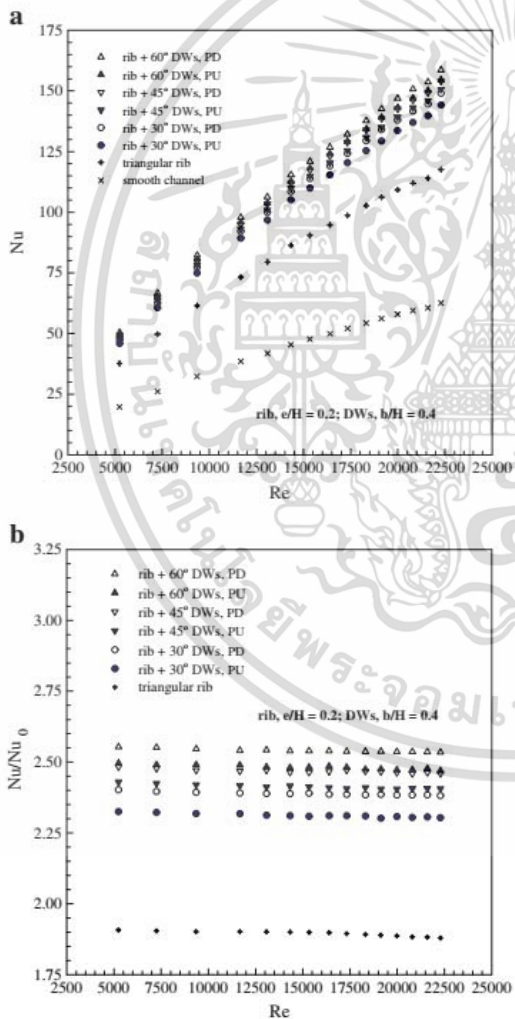 a
175
150
125
100
75
50
25
0
Nu
rib + 60° DWs, PD
rib + 60° DWs, PU
rib + 45° DWs, PD
rib + 45° DWs, PU
rib + 30° DWs, PD
rib + 30° DWs, PU
triangular rib
smooth channel
rib, e/H = 0.2; DWs, b/H = 0.4
2500 5000 7500 10000 12500 15000 17500 20000 22500 25000
Re
b
3.25
3.00
2.75
2.50
2.25
2.00
1.75
Nu/Nu0
rib + 60° DWs, PD
rib + 60° DWs, PU
rib + 45° DWs, PD
rib + 45° DWs, PU
rib + 30° DWs, PD
rib + 30° DWs, PU
triangular rib
rib, e/H = 0.2; DWs, b/H = 0.4
2500 5000 7500 10000 12500 15000 17500 20000 22500 25000
Re